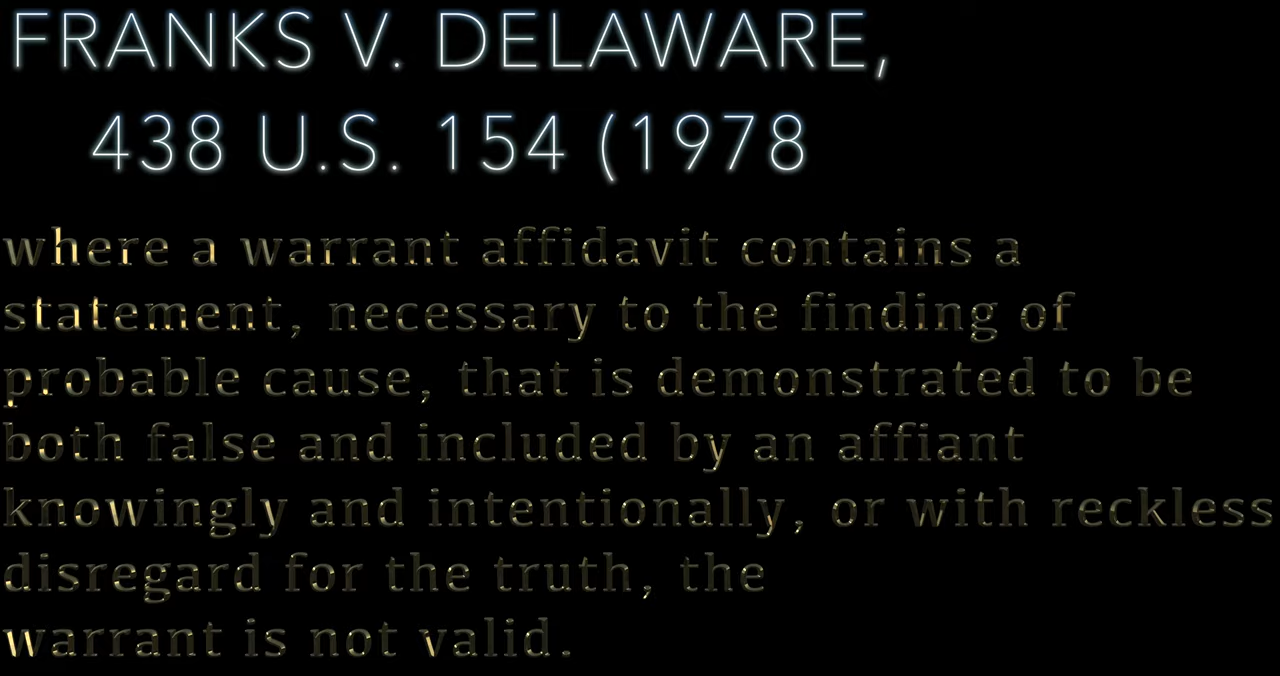 FRANKS V. DELAWARE,
438 U.S. 154 (1978
where a warrant affidavit contains a
statement, necessary to the finding of
probable cause, that is demonstrated to be
both false and included by an affiant
knowingly and intentionally, or with reckless
disregard for the truth, the
warrant is not valid.